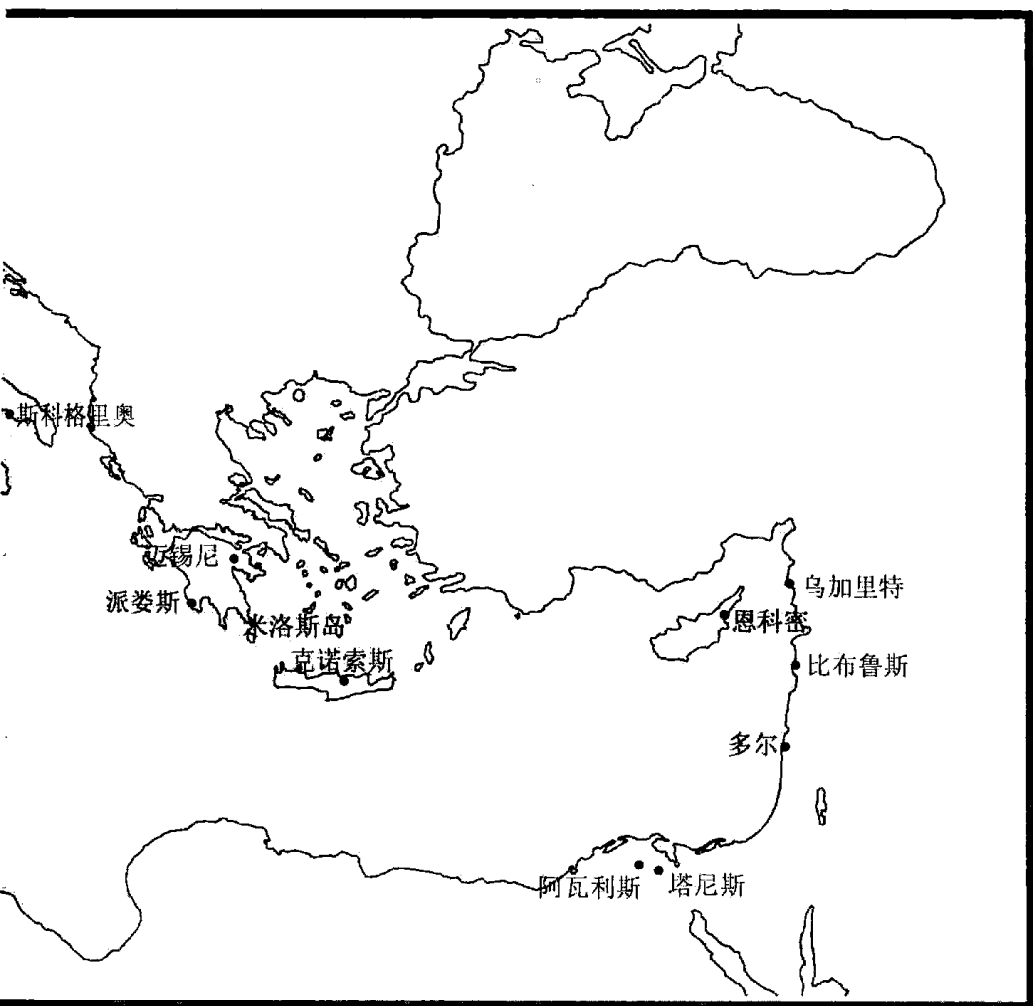 斯科格里奥
迈锡尼
派娄斯
米洛斯岛
克诺索斯
乌加里特
恩科密
比布鲁斯
多尔
阿瓦利斯
塔尼斯